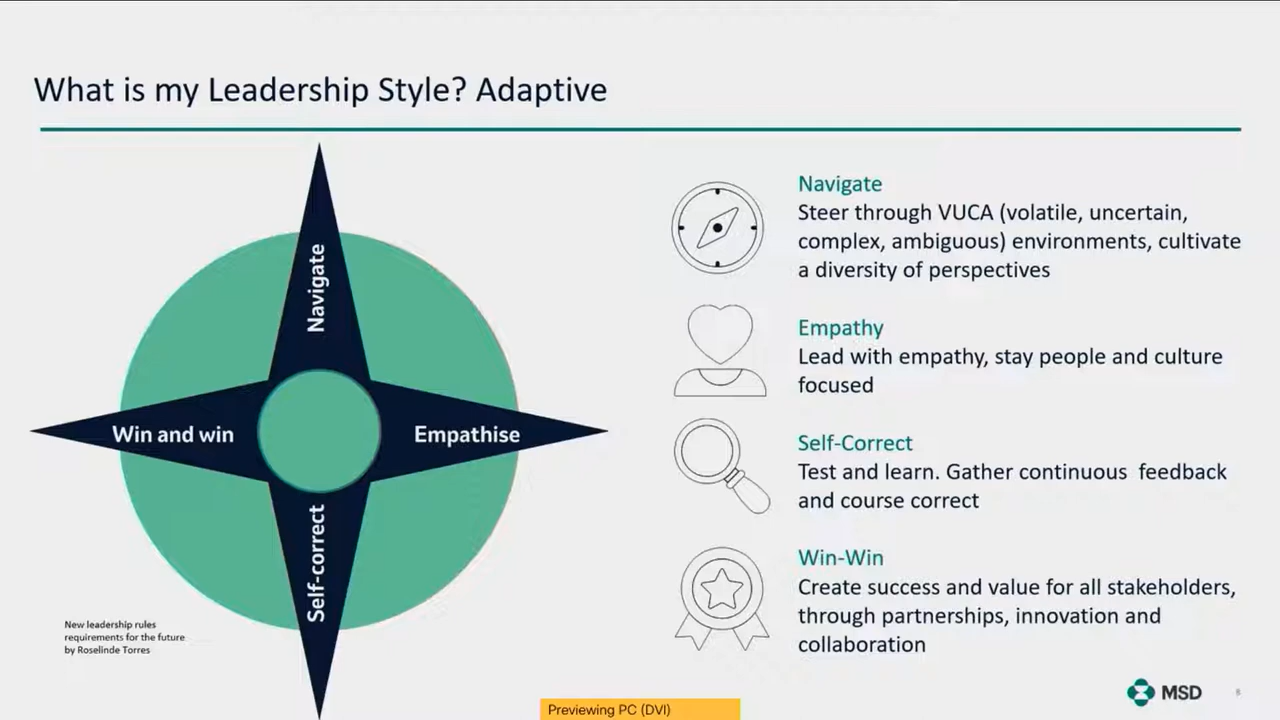 What is my Leadership Style? Adaptive
Navigate
Win and win
Empathise
Self-correct
New leadership rules
requirements for the future
by Roselinde Torres
Navigate
Steer through VUCA (volatile, uncertain,
complex, ambiguous) environments, cultivate
a diversity of perspectives
Empathy
Lead with empathy, stay people and culture
focused
Self-Correct
Test and learn. Gather continuous  feedback
and course correct
Win-Win
Create success and value for all stakeholders,
through partnerships, innovation and
collaboration
MSD
Previewing PC (DVI)